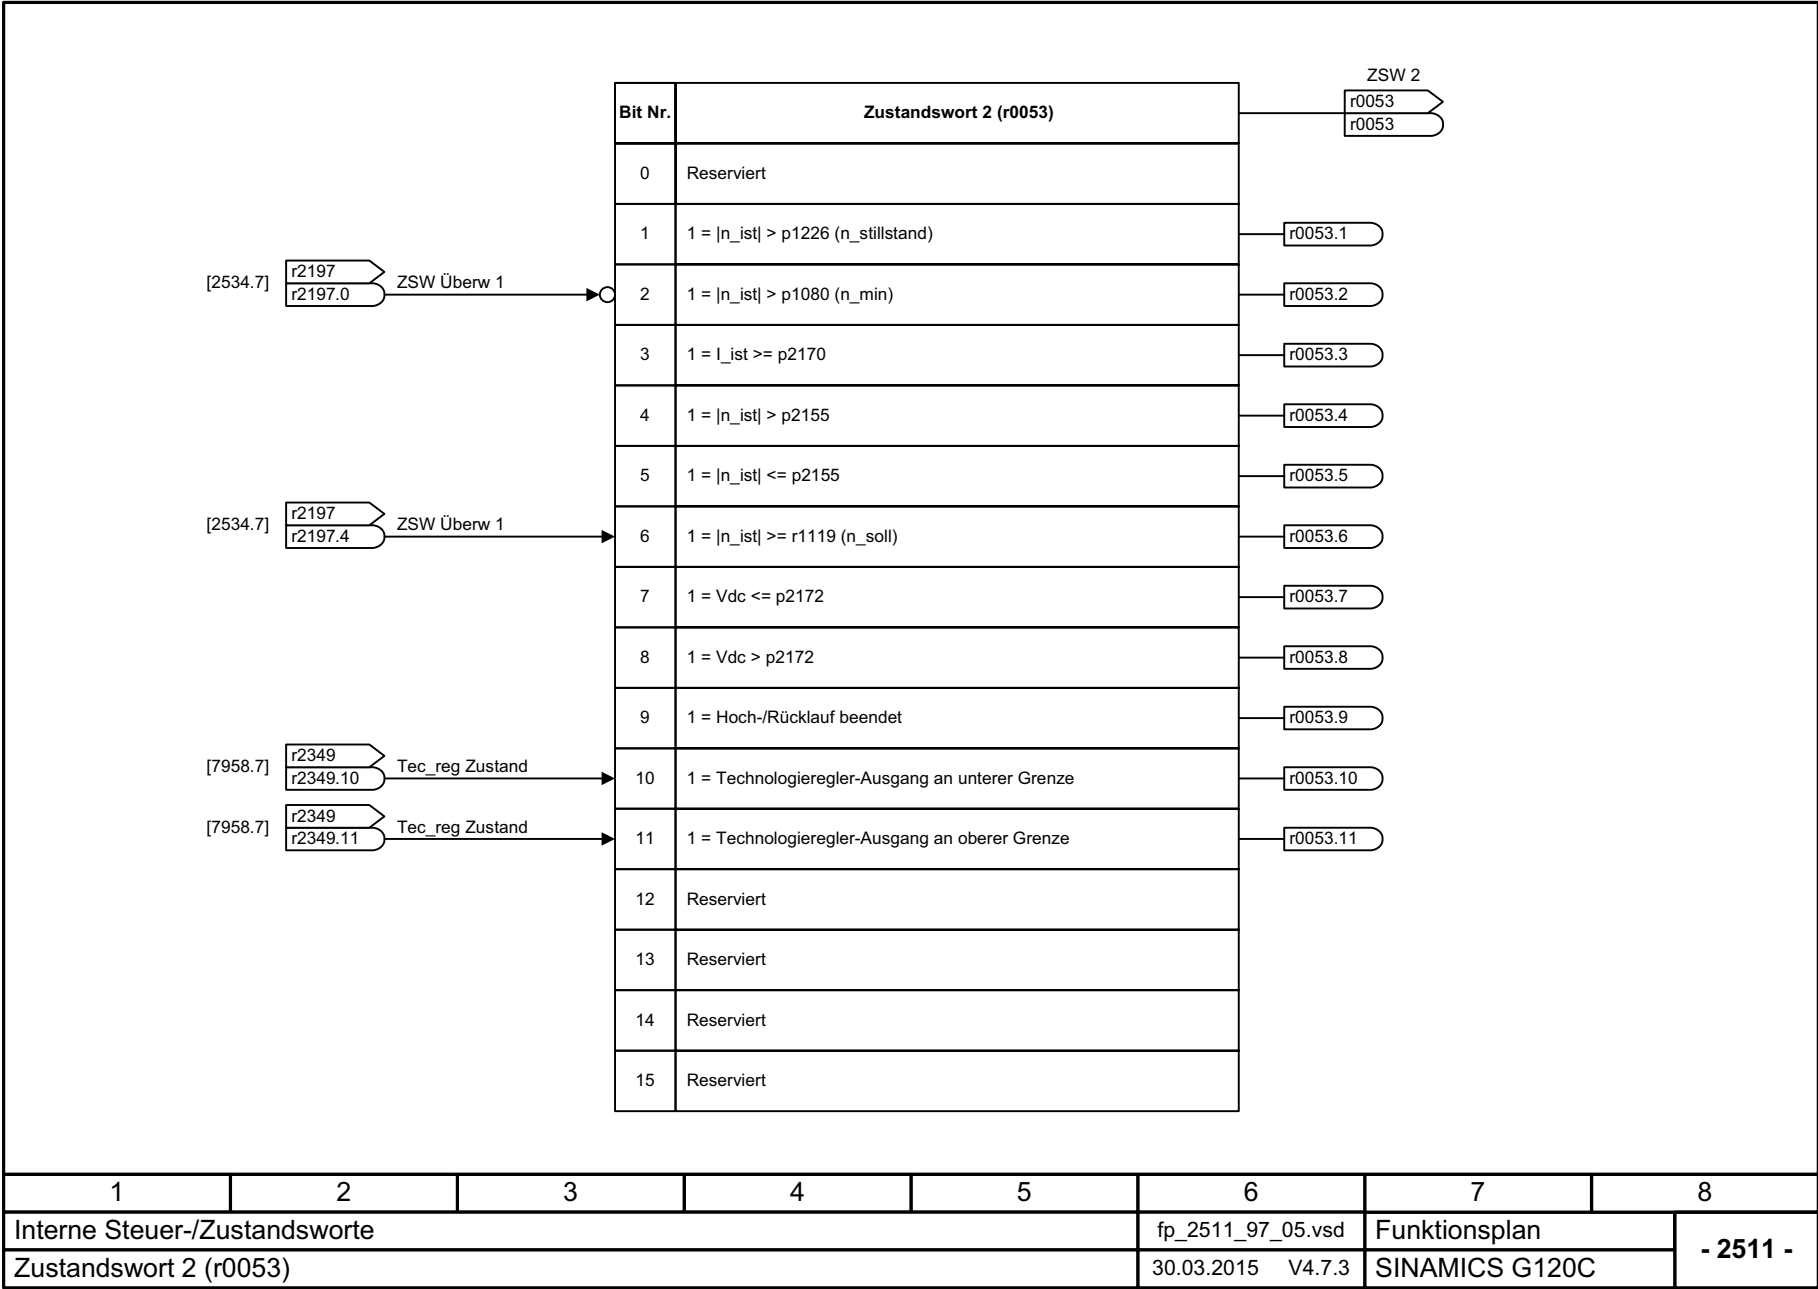 ZSW 2
r0053
r0053
Bit Nr. Zustandswort 2 (r0053)
0 Reserviert
1 1 = |n_ist| > p1226 (n_stillstand) r0053.1
[2534.7] r2197 ZSW Überw 1
r2197.0
2 1 = |n_ist| > p1080 (n_min) r0053.2
3 1 = I_ist >= p2170 r0053.3
4 1 = |n_ist| > p2155 r0053.4
5 1 = |n_ist| <= p2155 r0053.5
[2534.7] r2197 ZSW Überw 1
r2197.4
6 1 = |n_ist| >= r1119 (n_soll) r0053.6
7 1 = Vdc <= p2172 r0053.7
8 1 = Vdc > p2172 r0053.8
9 1 = Hoch-/Rücklauf beendet r0053.9
[7958.7] r2349 Tec_reg Zustand
r2349.10
10 1 = Technologieregler-Ausgang an unterer Grenze r0053.10
[7958.7] r2349 Tec_reg Zustand
r2349.11
11 1 = Technologieregler-Ausgang an oberer Grenze r0053.11
12 Reserviert
13 Reserviert
14 Reserviert
15 Reserviert
1 2 3 4 5 6 7 8
Interne Steuer-/Zustandsworte fp_2511_97_05.vsd Funktionsplan
- 2511 -
Zustandswort 2 (r0053) 30.03.2015 V4.7.3 SINAMICS G120C